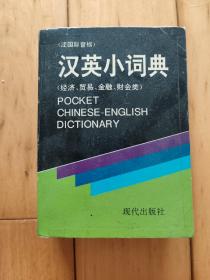 (注国际音标)
汉英小词典
(经济、贸易、金融、财会类)
POCKET
CHINESE-ENGLISH
DICTIONARY
现代出版社